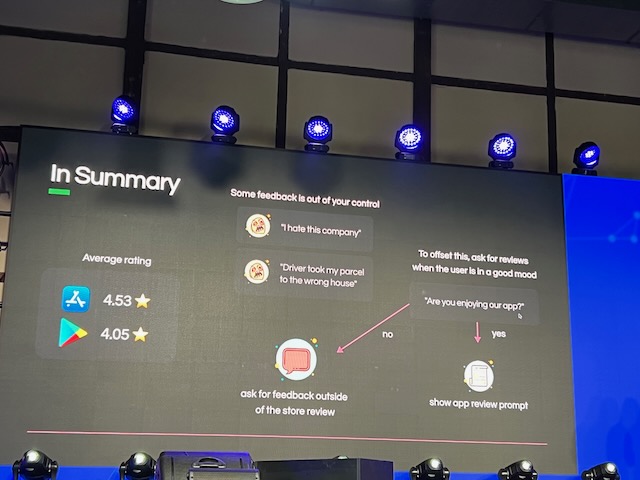 In Summary
Some feedback is out of your control
"I hate this company"
"Driver took my parcel
to the wrong house"
Average rating
4.53
4.05
To offset this, ask for reviews
when the user is in a good mood
"Are you enjoying our app?"
no
yes
ask for feedback outside
of the store review
show app review prompt